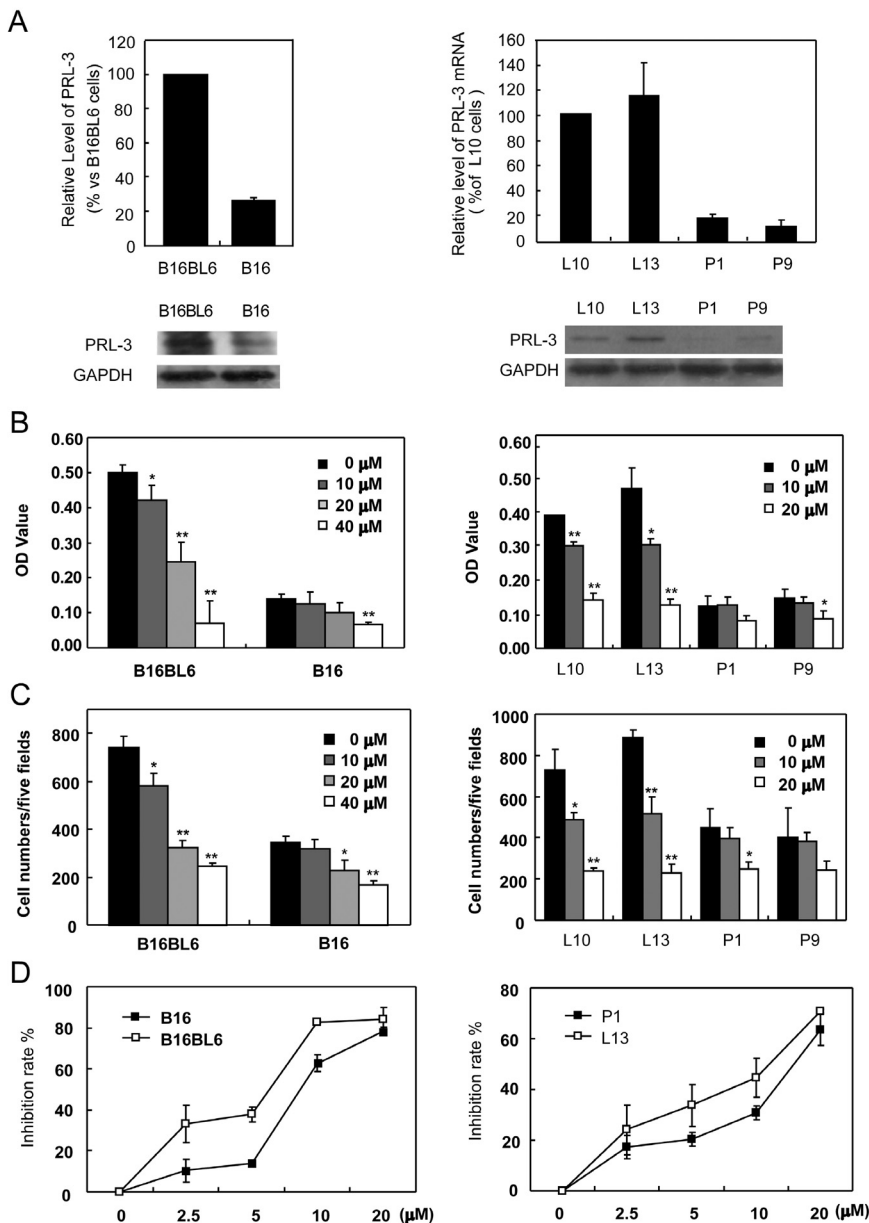 A
Relative Level of PRL-3
(% vs B16BL6 cells)
120
100
80
60
40
20
0
B16BL6 B16
B16BL6 B16
PRL-3
GAPDH
Relative level of PRL-3 mRNA
( %of L10 cells )
160
140
120
100
80
60
40
20
0
L10 L13 P1 P9
L10 L13 P1 P9
PRL-3
GAPDH
B
OD Value
0.60
0.50
0.40
0.30
0.20
0.10
0.00
* ** **
**
0 μM
10 μM
20 μM
40 μM
B16BL6 B16
OD Value
0.60
0.50
0.40
0.30
0.20
0.10
0.00
** **
* **
*
0 μM
10 μM
20 μM
L10 L13 P1 P9
C
Cell numbers/five fields
800
600
400
200
0
* ** **
* **
0 μM
10 μM
20 μM
40 μM
B16BL6 B16
Cell numbers/five fields
1000
800
600
400
200
0
* **
** **
*
0 μM
10 μM
20 μM
L10 L13 P1 P9
D
Inhibition rate %
100
80
60
40
20
0
B16
B16BL6
0 2.5 5 10 20 (μM)
Inhibition rate %
80
60
40
20
0
P1
L13
0 2.5 5 10 20 (μM)